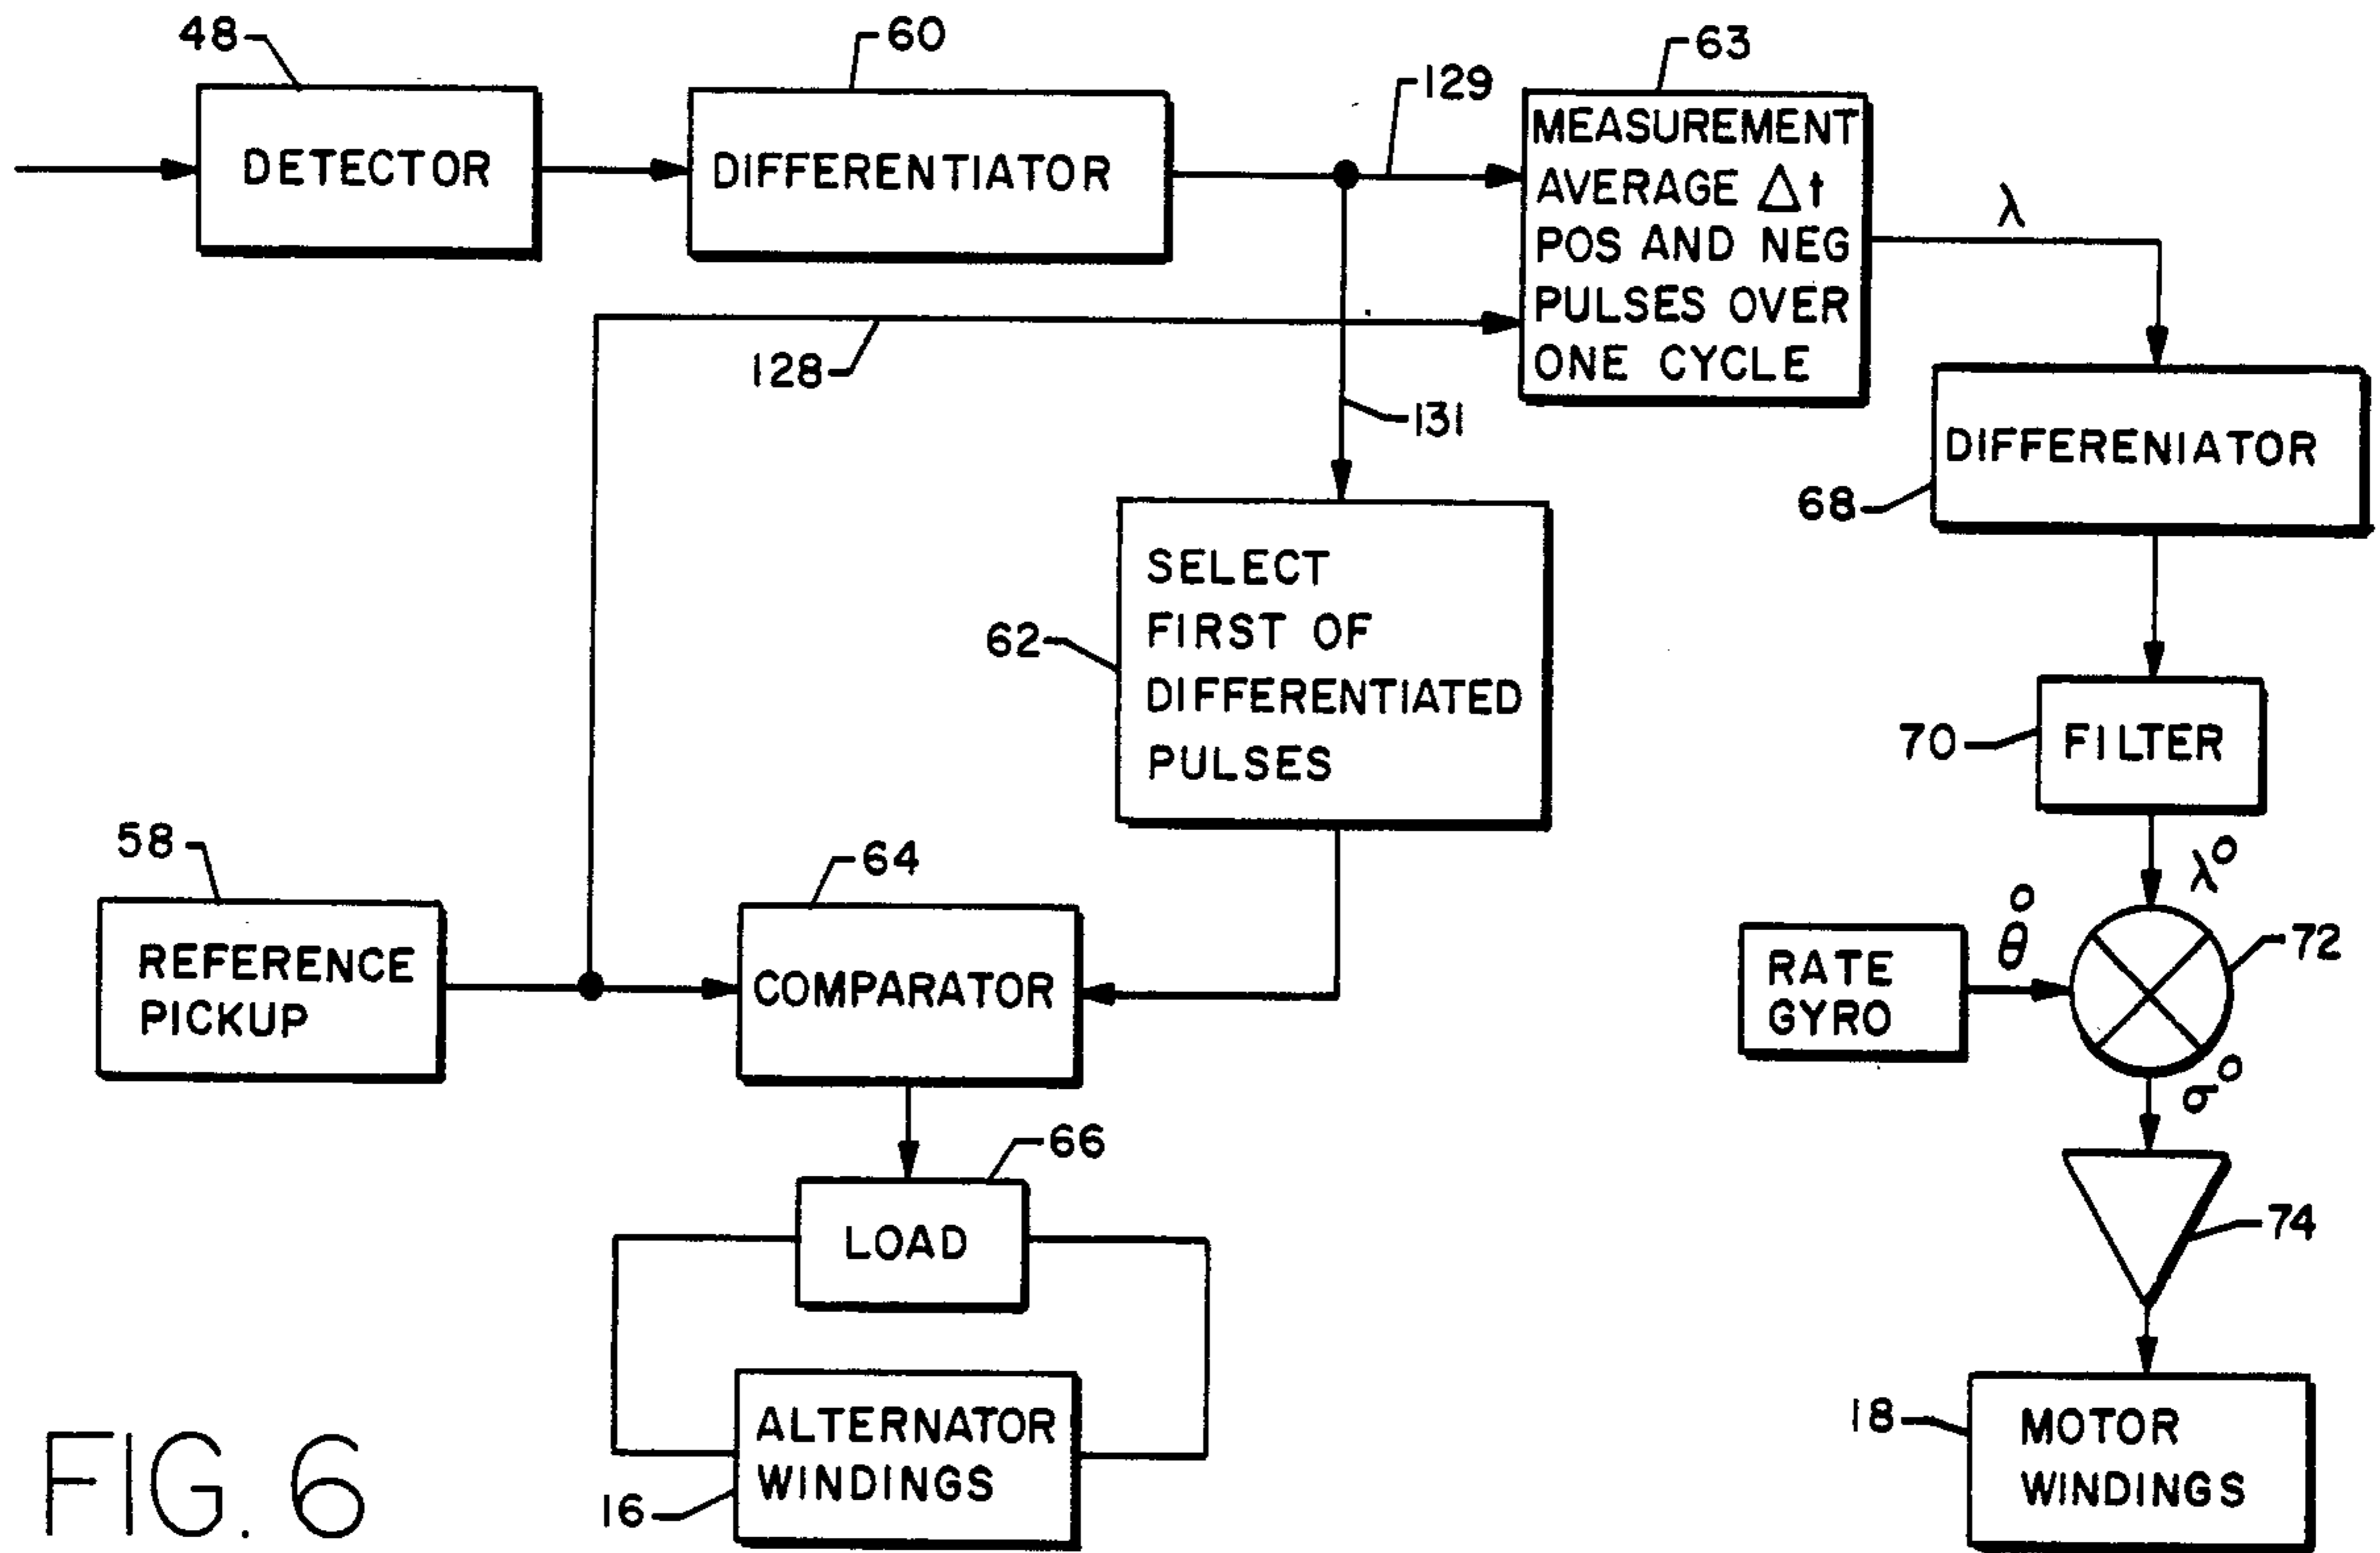 48
60
63
129
DETECTOR
DIFFERENTIATOR
MEASUREMENT
AVERAGE Δt
POS AND NEG
PULSES OVER
ONE CYCLE
λ
128
131
DIFFERENIATOR
68
SELECT
FIRST OF
DIFFERENTIATED
PULSES
62
70
FILTER
58
64
λ°
REFERENCE
PICKUP
COMPARATOR
RATE
GYRO
θ°
72
σ°
66
LOAD
74
ALTERNATOR
WINDINGS
16
18
MOTOR
WINDINGS
FIG. 6